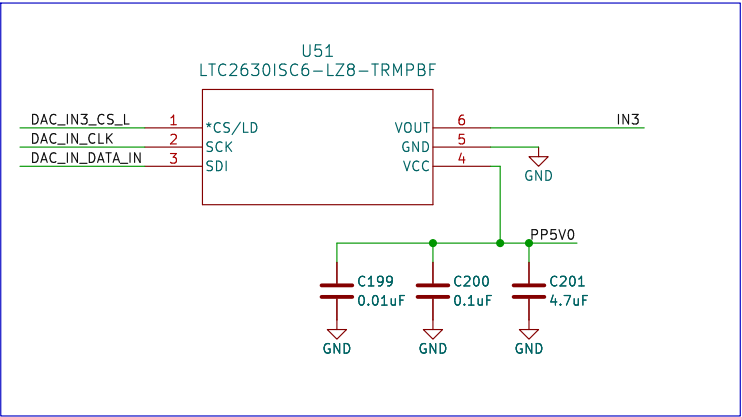 U51
LTC2630ISC6-LZ8-TRMPBF
DAC_IN3_CS_L 1 *CS/LD VOUT 6 IN3
DAC_IN_CLK 2 SCK GND 5
DAC_IN_DATA_IN 3 SDI VCC 4
GND
PP5V0
C199 C200 C201
0.01uF 0.1uF 4.7uF
GND GND GND